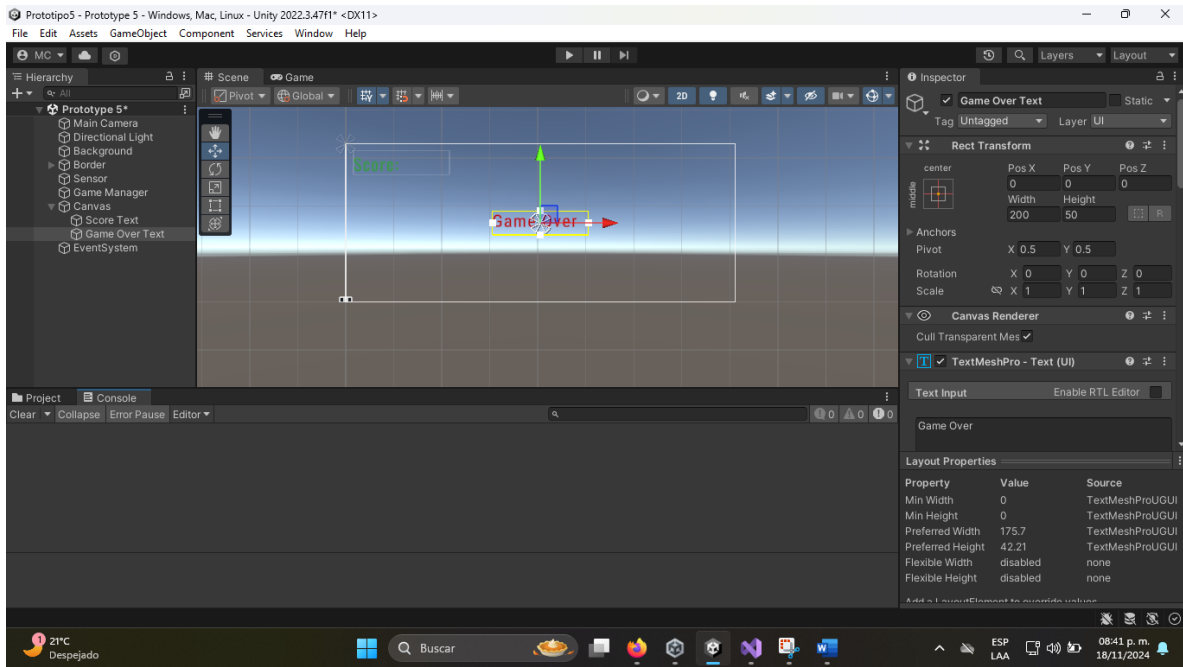 Prototipo5 - Prototype 5 - Windows, Mac, Linux - Unity 2022.3.47f1* <DX11>
File Edit Assets GameObject Component Services Window Help
MC Layers Layout
Hierarchy
All
Prototype 5*
Main Camera
Directional Light
Background
Border
Sensor
Game Manager
Canvas
Score Text
Game Over Text
EventSystem
Scene Game
Pivot Global 2D
Score:
Game Over
Inspector
Game Over Text Static
Tag Untagged Layer UI
Rect Transform
center Pos X Pos Y Pos Z
middle 0 0 0
Width Height
200 50 R
Anchors
Pivot X 0.5 Y 0.5
Rotation X 0 Y 0 Z 0
Scale X 1 Y 1 Z 1
Canvas Renderer
Cull Transparent Mes
TextMeshPro - Text (UI)
Text Input Enable RTL Editor
Game Over
Layout Properties
Property Value Source
Min Width 0 TextMeshProUGUI
Min Height 0 TextMeshProUGUI
Preferred Width 175.7 TextMeshProUGUI
Preferred Height 42.21 TextMeshProUGUI
Flexible Width disabled none
Flexible Height disabled none
Add a LayoutElement to override values
Project Console
Clear Collapse Error Pause Editor 0 0 0
1 21°C
Despejado
Buscar
ESP
LAA
08:41 p. m.
18/11/2024